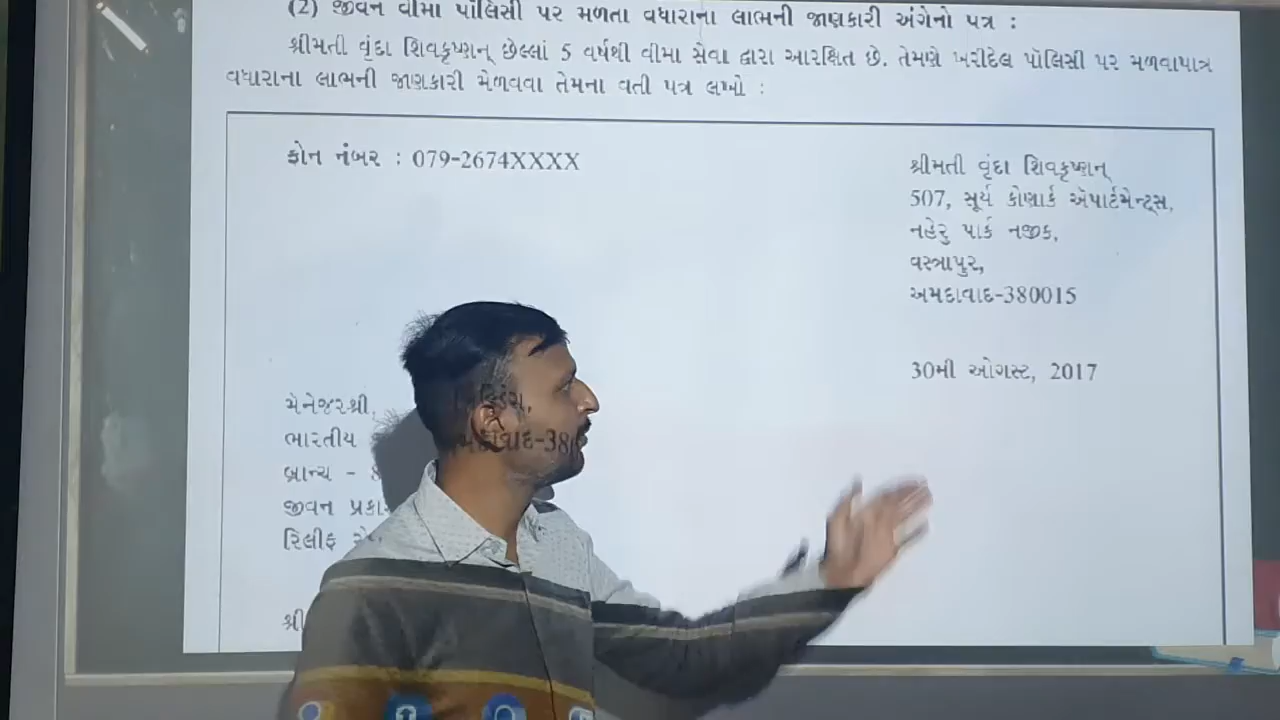 (2) જીવન વીમા પૉલિસી પર મળતા વધારાના લાભની જાણકારી અંગેનો પત્ર :
શ્રીમતી વૃંદા શિવકૃષ્ણન્ છેલ્લાં 5 વર્ષથી વીમા સેવા દ્વારા આરક્ષિત છે. તેમણે ખરીદેલ પૉલિસી પર મળવાપાત્ર
વધારાના લાભની જાણકારી મેળવવા તેમના વતી પત્ર લખો :
ફોન નંબર : 079-2674XXXX
શ્રીમતી વૃંદા શિવકૃષ્ણન્
507, સૂર્ય કોણાર્ક ઍપાર્ટમેન્ટ્સ,
નહેરુ પાર્ક નજીક,
વસ્ત્રાપુર,
અમદાવાદ-380015
30મી ઓગસ્ટ, 2017
મૅનેજરશ્રી,
ભારતીય
બ્રાન્ચ -
જીવન
રિલીફ
શ્રી